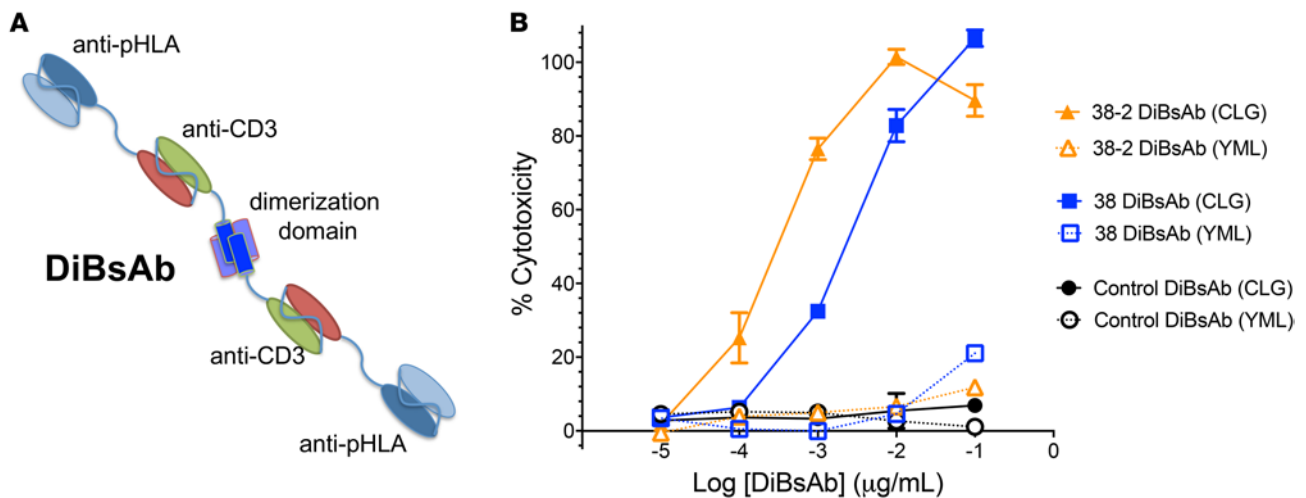 A
anti-pHLA
anti-CD3
dimerization
domain
DiBsAb
anti-CD3
anti-pHLA
B
% Cytotoxicity
100
80
60
40
20
0
-5 -4 -3 -2 -1 0
Log [DiBsAb] (μg/mL)
38-2 DiBsAb (CLG)
38-2 DiBsAb (YML)
38 DiBsAb (CLG)
38 DiBsAb (YML)
Control DiBsAb (CLG)
Control DiBsAb (YML)